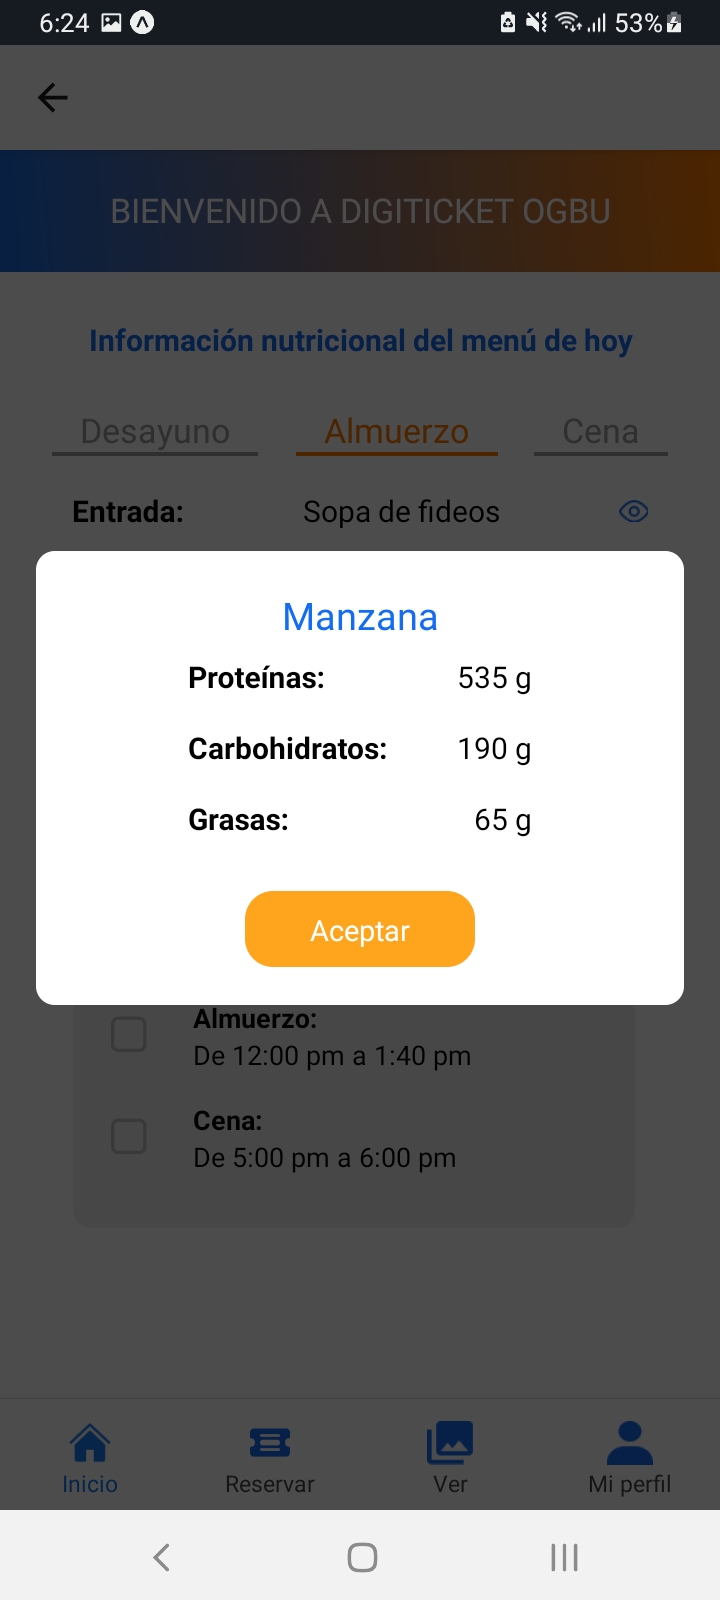 6:24
53%
BIENVENIDO A DIGITICKET OGBU
Información nutricional del menú de hoy
Desayuno Almuerzo Cena
Entrada: Sopa de fideos
Manzana
Proteínas: 535 g
Carbohidratos: 190 g
Grasas: 65 g
Aceptar
Almuerzo:
De 12:00 pm a 1:40 pm
Cena:
De 5:00 pm a 6:00 pm
Inicio Reservar Ver Mi perfil